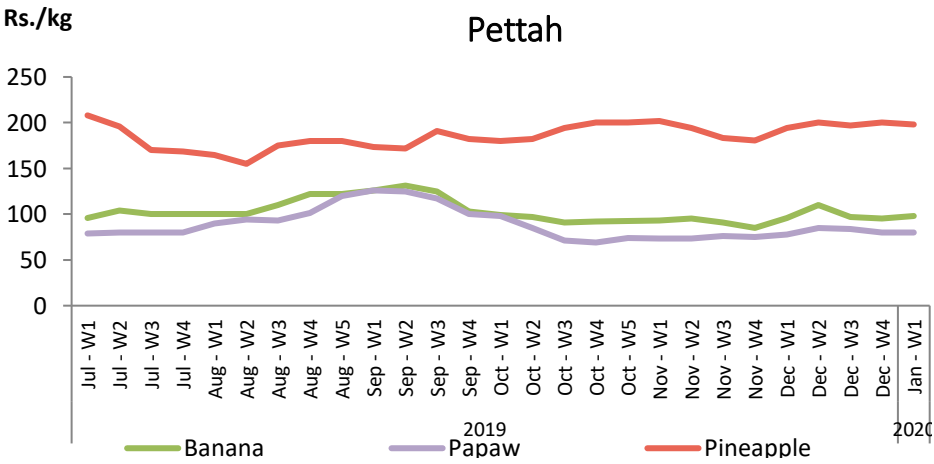 Rs./kg
Pettah
250
200
150
100
50
0
Jul - W1
Jul - W2
Jul - W3
Jul - W4
Aug - W1
Aug - W2
Aug - W3
Aug - W4
Aug - W5
Sep - W1
Sep - W2
Sep - W3
Sep - W4
Oct - W1
Oct - W2
Oct - W3
Oct - W4
Oct - W5
Nov - W1
Nov - W2
Nov - W3
Nov - W4
Dec - W1
Dec - W2
Dec - W3
Dec - W4
Jan - W1
2019
2020
Banana
Papaw
Pineapple